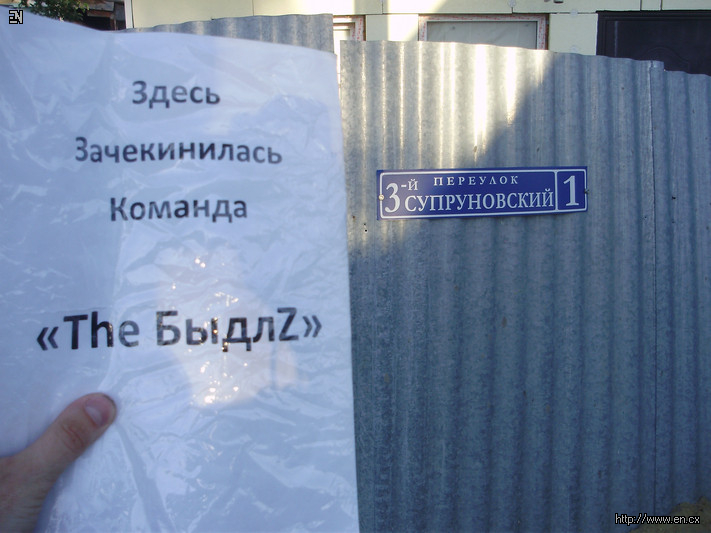 EN
Здесь
Зачекинилась
Команда
«The БыдлZ»
3-й ПЕРЕУЛОК
СУПРУНОВСКИЙ 1
http://www.en.cx